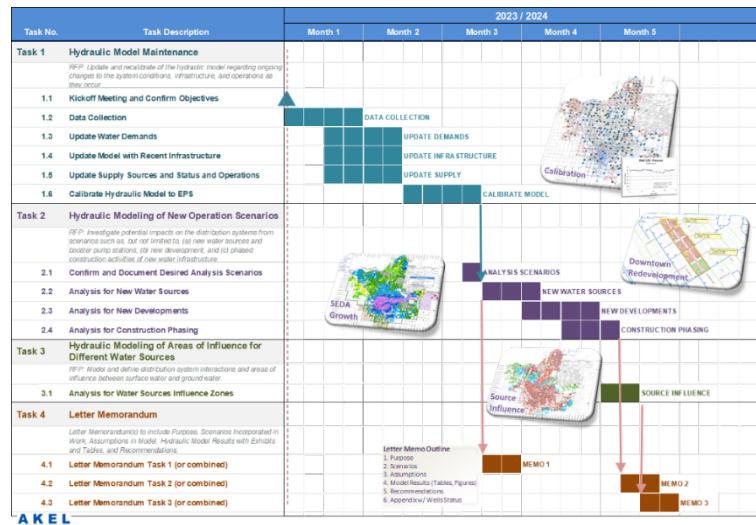 2023 / 2024
Task No. Task Description Month 1 Month 2 Month 3 Month 4 Month 5
Task 1 Hydraulic Model Maintenance
RFP: Update and recalibrate of the hydraulic model regarding ongoing
changes to the system conditions, infrastructure, and operations as
they occur
1.1 Kickoff Meeting and Confirm Objectives
1.2 Data Collection DATA COLLECTION
1.3 Update Water Demands UPDATE DEMANDS
1.4 Update Model with Recent Infrastructure UPDATE INFRASTRUCTURE
1.5 Update Supply Sources and Status and Operations UPDATE SUPPLY
1.6 Calibrate Hydraulic Model to EPS CALIBRATE MODEL
Calibration
Task 2 Hydraulic Modeling of New Operation Scenarios
RFP: Investigate potential impacts on the distribution systems from
scenarios such as, but not limited to, (a) new water sources and
booster pump stations, (b) new development, and (c) phased
construction activities of new water infrastructure.
Downtown
Redevelopment
2.1 Confirm and Document Desired Analysis Scenarios ANALYSIS SCENARIOS
2.2 Analysis for New Water Sources NEW WATER SOURCES
2.3 Analysis for New Developments NEW DEVELOPMENTS
2.4 Analysis for Construction Phasing CONSTRUCTION PHASING
SEDA
Growth
Task 3 Hydraulic Modeling of Areas of Influence for
Different Water Sources
RFP: Model and define distribution system interactions and areas of
influence between surface water and ground water.
3.1 Analysis for Water Sources Influence Zones SOURCE INFLUENCE
Source
Influence
Task 4 Letter Memorandum
Letter Memorandum(s) to include Purpose, Scenarios Incorporated in
Work, Assumptions in Model, Hydraulic Model Results with Exhibits
and Tables, and Recommendations.
Letter Memo Outline
1. Purpose
2. Scenarios
3. Assumptions
4. Model Results (Tables, Figures)
5. Recommendations
6. Appendix w/ Wells Status
4.1 Letter Memorandum Task 1 (or combined) MEMO 1
4.2 Letter Memorandum Task 2 (or combined) MEMO 2
4.3 Letter Memorandum Task 3 (or combined) MEMO 3
AKEL